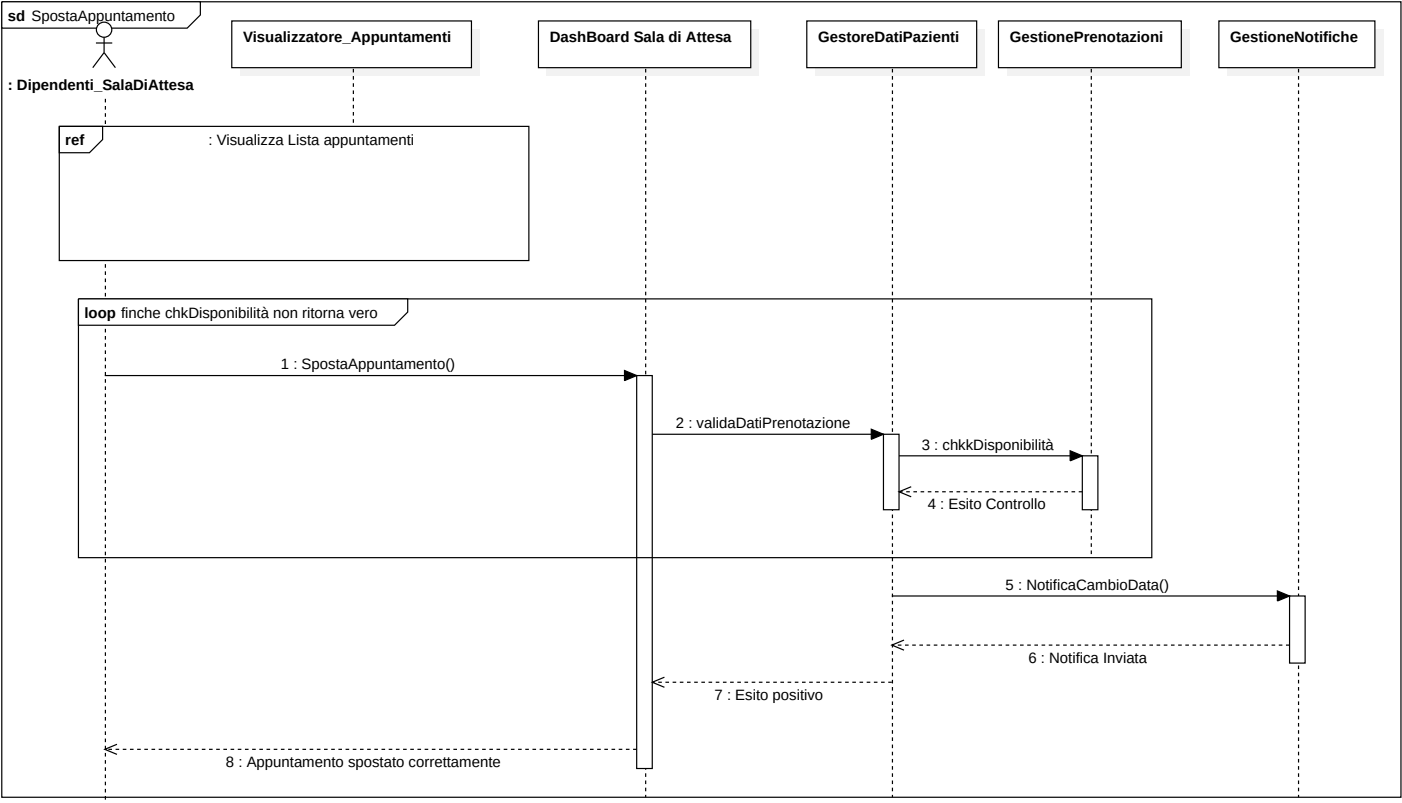 sd SpostaAppuntamento
: Dipendenti_SalaDiAttesa
Visualizzatore_Appuntamenti
DashBoard Sala di Attesa
GestoreDatiPazienti
GestionePrenotazioni
GestioneNotifiche
ref : Visualizza Lista appuntamenti
loop finche chkDisponibilità non ritorna vero
1 : SpostaAppuntamento()
2 : validaDatiPrenotazione
3 : chkkDisponibilità
4 : Esito Controllo
5 : NotificaCambioData()
6 : Notifica Inviata
7 : Esito positivo
8 : Appuntamento spostato correttamente